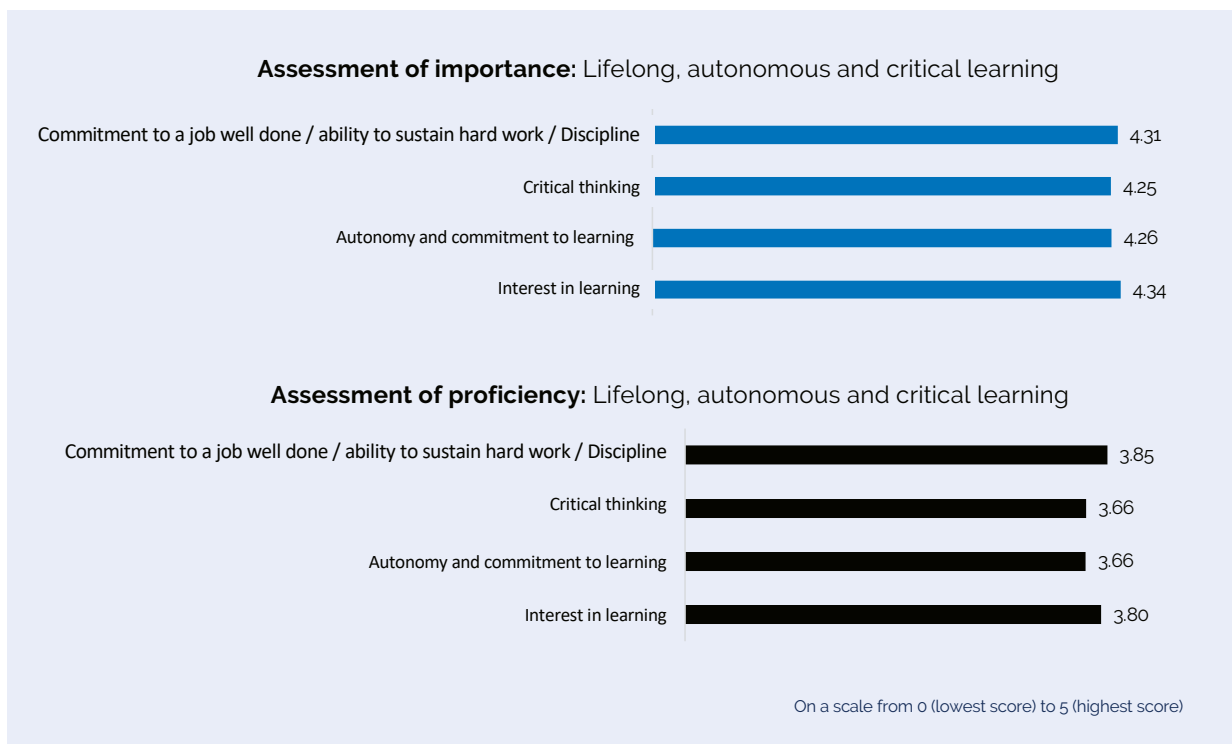 Assessment of importance: Lifelong, autonomous and critical learning
Commitment to a job well done / ability to sustain hard work / Discipline 4.31
Critical thinking 4.25
Autonomy and commitment to learning 4.26
Interest in learning 4.34
Assessment of proficiency: Lifelong, autonomous and critical learning
Commitment to a job well done / ability to sustain hard work / Discipline 3.85
Critical thinking 3.66
Autonomy and commitment to learning 3.66
Interest in learning 3.80
On a scale from 0 (lowest score) to 5 (highest score)